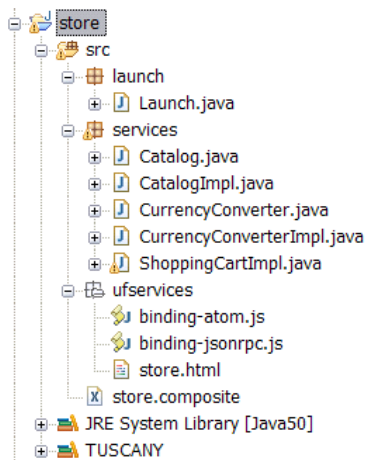 store
src
launch
Launch.java
services
Catalog.java
CatalogImpl.java
CurrencyConverter.java
CurrencyConverterImpl.java
ShoppingCartImpl.java
ufservices
binding-atom.js
binding-jsonrpc.js
store.html
store.composite
JRE System Library [Java50]
TUSCANY